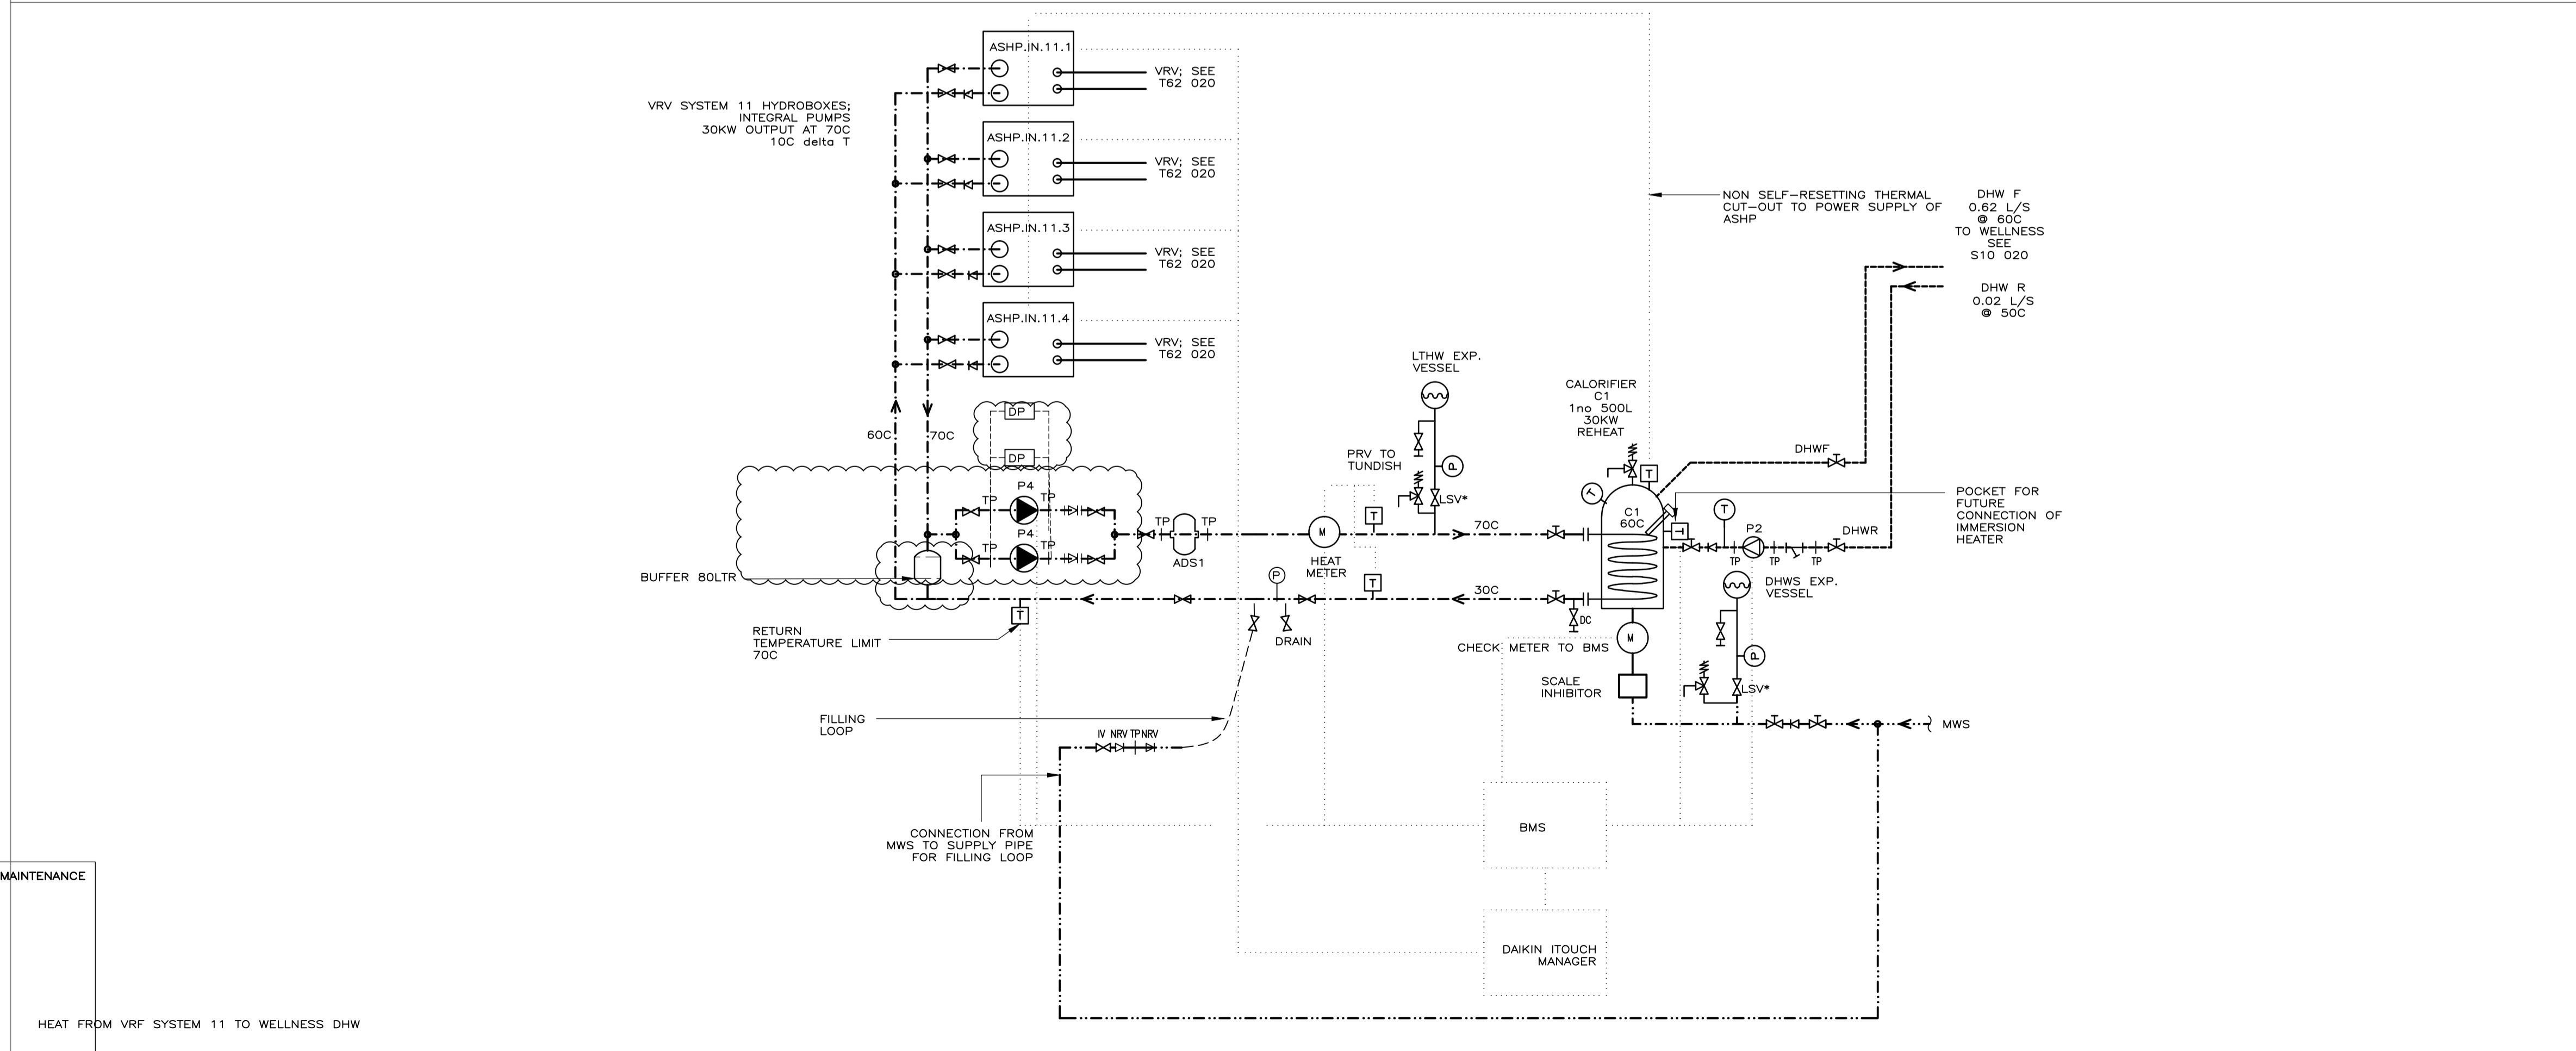 ASHP.IN.11.1
VRV; SEE
T62 020
VRV SYSTEM 11 HYDROBOXES;
INTEGRAL PUMPS
30KW OUTPUT AT 70C
10C delta T
ASHP.IN.11.2
VRV; SEE
T62 020
ASHP.IN.11.3
VRV; SEE
T62 020
ASHP.IN.11.4
VRV; SEE
T62 020
NON SELF-RESETTING THERMAL
CUT-OUT TO POWER SUPPLY OF
ASHP
DHW F
0.62 L/S
@ 60C
TO WELLNESS
SEE
S10 020
DHW R
0.02 L/S
@ 50C
LTHW EXP.
VESSEL
CALORIFIER
C1
1no 500L
30KW
REHEAT
60C
70C
DP
DP
PRV TO
TUNDISH
P
LSV*
T
T
DHWF
POCKET FOR
FUTURE
CONNECTION OF
IMMERSION
HEATER
TP
P4
TP
TP
P4
TP
TP
TP
ADS1
M
HEAT
METER
T
70C
C1
60C
T
T
P2
DHWR
TP
TP
TP
BUFFER 80LTR
P
T
30C
DHWS EXP.
VESSEL
T
RETURN
TEMPERATURE LIMIT
70C
DRAIN
DC
M
CHECK METER TO BMS
P
SCALE
INHIBITOR
LSV*
FILLING
LOOP
IV NRV TP NRV
MWS
CONNECTION FROM
MWS TO SUPPLY PIPE
FOR FILLING LOOP
BMS
DAIKIN ITOUCH
MANAGER
MAINTENANCE
HEAT FROM VRF SYSTEM 11 TO WELLNESS DHW